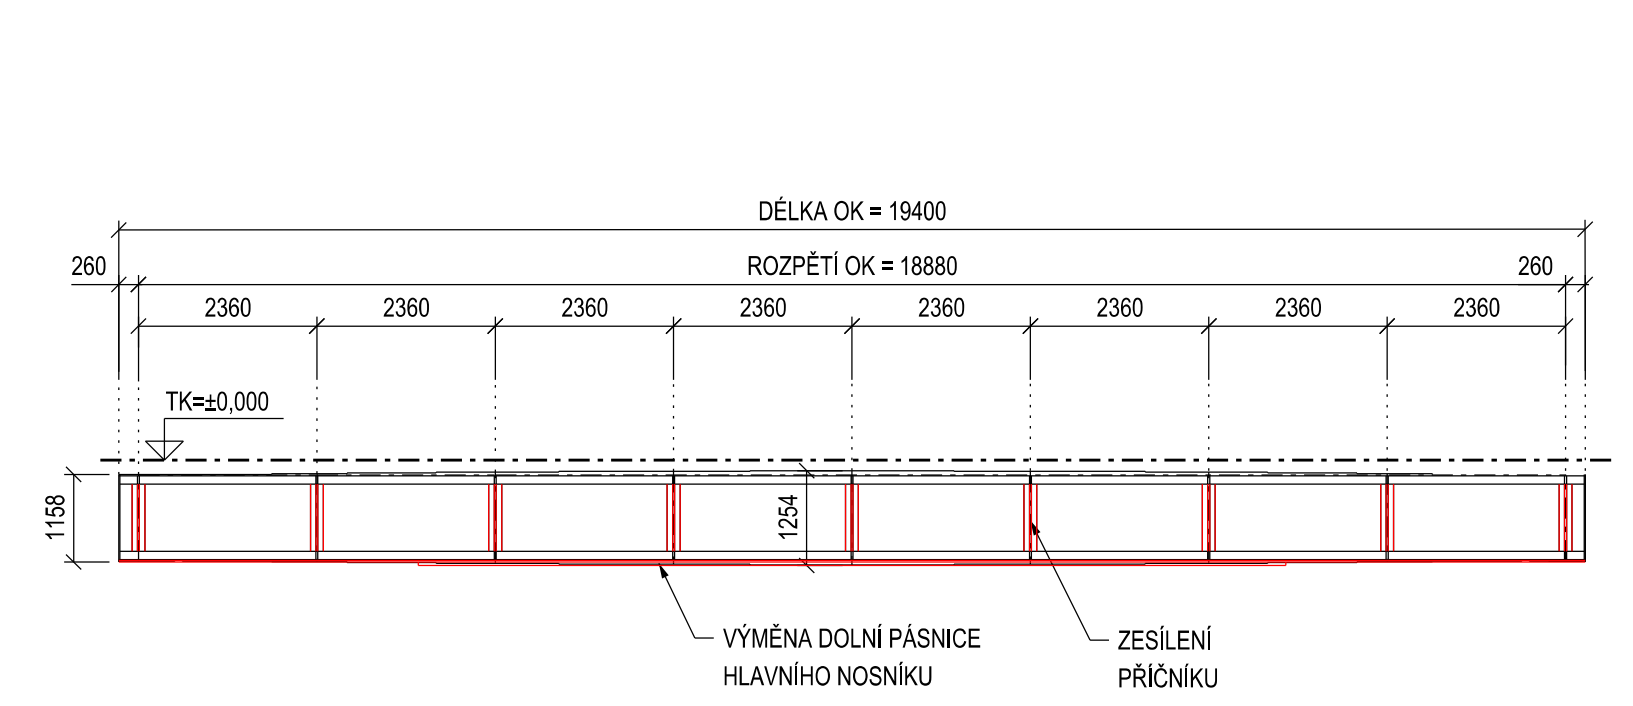 DÉLKA OK = 19400
260
ROZPĚTÍ OK = 18880
260
2360
2360
2360
2360
2360
2360
2360
2360
TK=±0,000
1158
1254
VÝMĚNA DOLNÍ PÁSNICE
HLAVNÍHO NOSNÍKU
ZESÍLENÍ
PŘÍČNÍKU